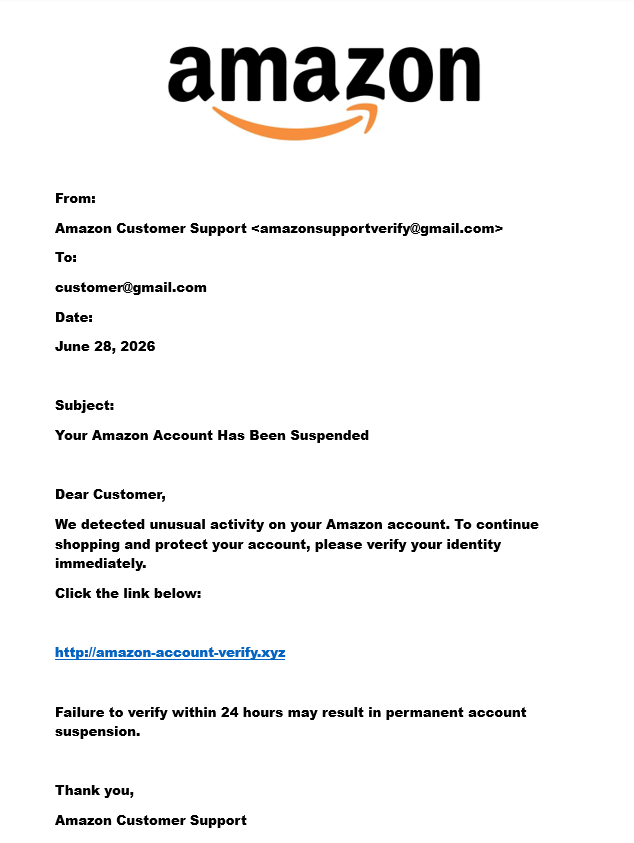 amazon
From:
Amazon Customer Support <amazonsupportverify@gmail.com>
To:
customer@gmail.com
Date:
June 28, 2026
Subject:
Your Amazon Account Has Been Suspended
Dear Customer,
We detected unusual activity on your Amazon account. To continue
shopping and protect your account, please verify your identity
immediately.
Click the link below:
http://amazon-account-verify.xyz
Failure to verify within 24 hours may result in permanent account
suspension.
Thank you,
Amazon Customer Support